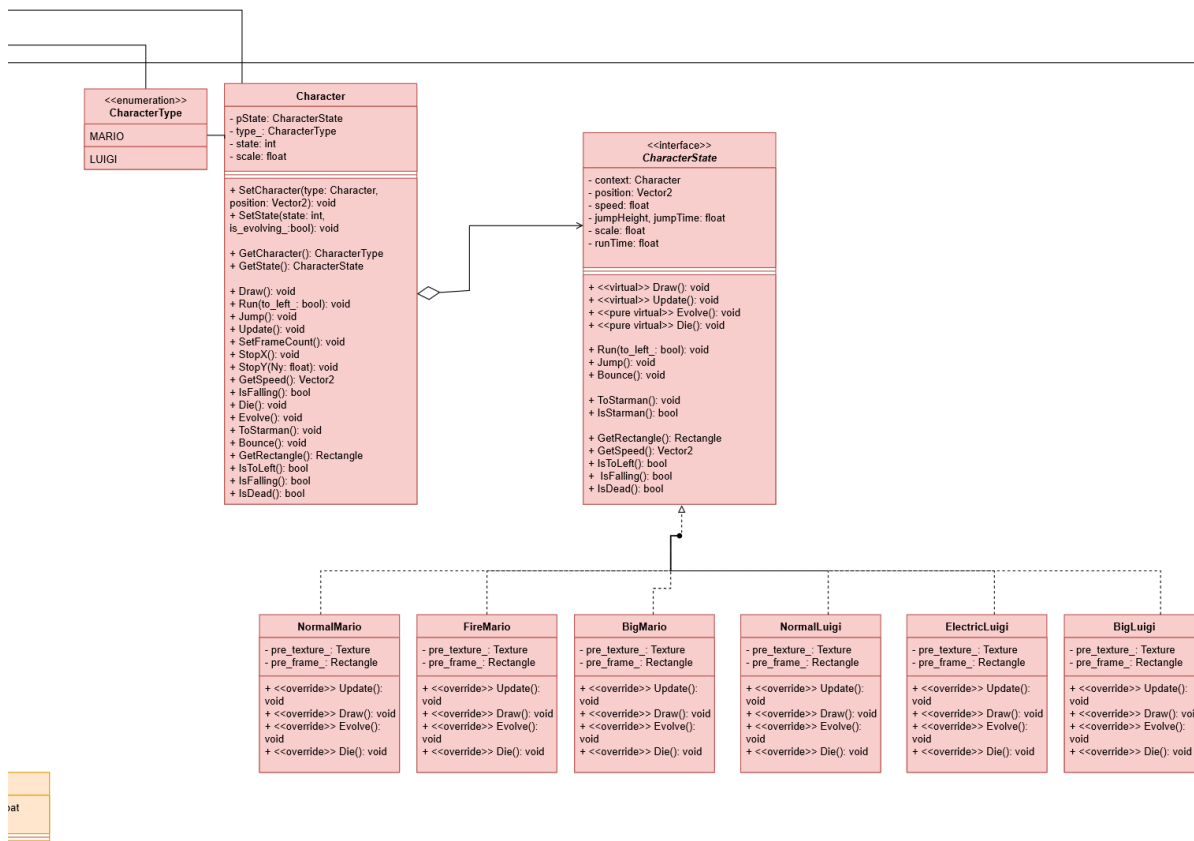 <<enumeration>>
CharacterType
MARIO
LUIGI
Character
- pState: CharacterState
- type_: CharacterType
- state: int
- scale: float
+ SetCharacter(type: Character,
position: Vector2): void
+ SetState(state: int,
is_evolving_:bool): void
+ GetCharacter(): CharacterType
+ GetState(): CharacterState
+ Draw(): void
+ Run(to_left_: bool): void
+ Jump(): void
+ Update(): void
+ SetFrameCount(): void
+ StopX(): void
+ StopY(Ny: float): void
+ GetSpeed(): Vector2
+ IsFalling(): bool
+ Die(): void
+ Evolve(): void
+ ToStarman(): void
+ Bounce(): void
+ GetRectangle(): Rectangle
+ IsToLeft(): bool
+ IsFalling(): bool
+ IsDead(): bool
<<interface>>
CharacterState
- context: Character
- position: Vector2
- speed: float
- jumpHeight, jumpTime: float
- scale: float
- runTime: float
+ <<virtual>> Draw(): void
+ <<virtual>> Update(): void
+ <<pure virtual>> Evolve(): void
+ <<pure virtual>> Die(): void
+ Run(to_left_: bool): void
+ Jump(): void
+ Bounce(): void
+ ToStarman(): void
+ IsStarman(): bool
+ GetRectangle(): Rectangle
+ GetSpeed(): Vector2
+ IsToLeft(): bool
+ IsFalling(): bool
+ IsDead(): bool
NormalMario
- pre_texture_: Texture
- pre_frame_: Rectangle
+ <<override>> Update():
void
+ <<override>> Draw(): void
+ <<override>> Evolve():
void
+ <<override>> Die(): void
FireMario
- pre_texture_: Texture
- pre_frame_: Rectangle
+ <<override>> Update():
void
+ <<override>> Draw(): void
+ <<override>> Evolve():
void
+ <<override>> Die(): void
BigMario
- pre_texture_: Texture
- pre_frame_: Rectangle
+ <<override>> Update():
void
+ <<override>> Draw(): void
+ <<override>> Evolve():
void
+ <<override>> Die(): void
NormalLuigi
- pre_texture_: Texture
- pre_frame_: Rectangle
+ <<override>> Update():
void
+ <<override>> Draw(): void
+ <<override>> Evolve():
void
+ <<override>> Die(): void
ElectricLuigi
- pre_texture_: Texture
- pre_frame_: Rectangle
+ <<override>> Update():
void
+ <<override>> Draw(): void
+ <<override>> Evolve():
void
+ <<override>> Die(): void
BigLuigi
- pre_texture_: Texture
- pre_frame_: Rectangle
+ <<override>> Update():
void
+ <<override>> Draw():
+ <<override>> Evolve():
void
+ <<override>> Die(): void